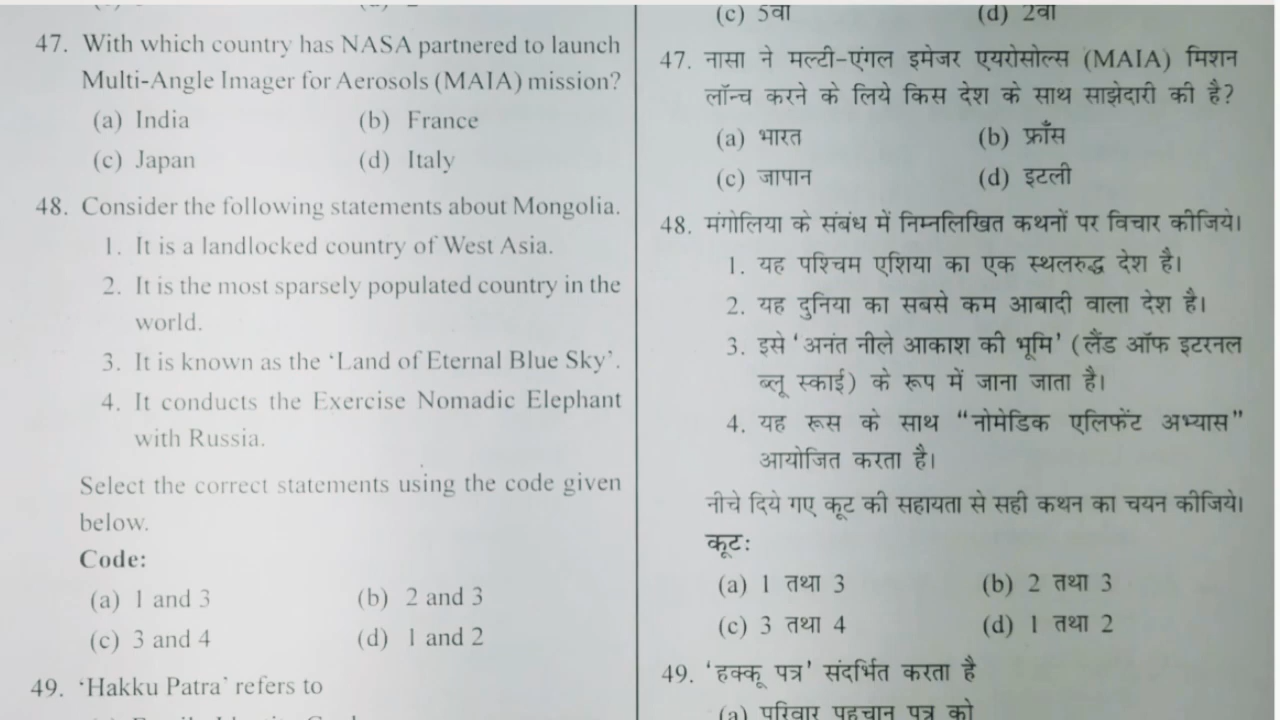 47. With which country has NASA partnered to launch
Multi-Angle Imager for Aerosols (MAIA) mission?
(a) India (b) France
(c) Japan (d) Italy
48. Consider the following statements about Mongolia.
1. It is a landlocked country of West Asia.
2. It is the most sparsely populated country in the
world.
3. It is known as the ‘Land of Eternal Blue Sky’.
4. It conducts the Exercise Nomadic Elephant
with Russia.
Select the correct statements using the code given
below.
Code:
(a) 1 and 3 (b) 2 and 3
(c) 3 and 4 (d) 1 and 2
49. ‘Hakku Patra’ refers to
(c) 5वां (d) 2वां
47. नासा ने मल्टी-एंगल इमेजर एयरोसोल्स (MAIA) मिशन
लॉन्च करने के लिये किस देश के साथ साझेदारी की है?
(a) भारत (b) फ्राँस
(c) जापान (d) इटली
48. मंगोलिया के संबंध में निम्नलिखित कथनों पर विचार कीजिये।
1. यह पश्चिम एशिया का एक स्थलरुद्ध देश है।
2. यह दुनिया का सबसे कम आबादी वाला देश है।
3. इसे ‘अनंत नीले आकाश की भूमि’ (लैंड ऑफ इटरनल
ब्लू स्काई) के रूप में जाना जाता है।
4. यह रूस के साथ “नोमेडिक एलिफेंट अभ्यास”
आयोजित करता है।
नीचे दिये गए कूट की सहायता से सही कथन का चयन कीजिये।
कूटः
(a) 1 तथा 3 (b) 2 तथा 3
(c) 3 तथा 4 (d) 1 तथा 2
49. ‘हक्कू पत्र’ संदर्भित करता है
(a) परिवार पहचान पत्र को